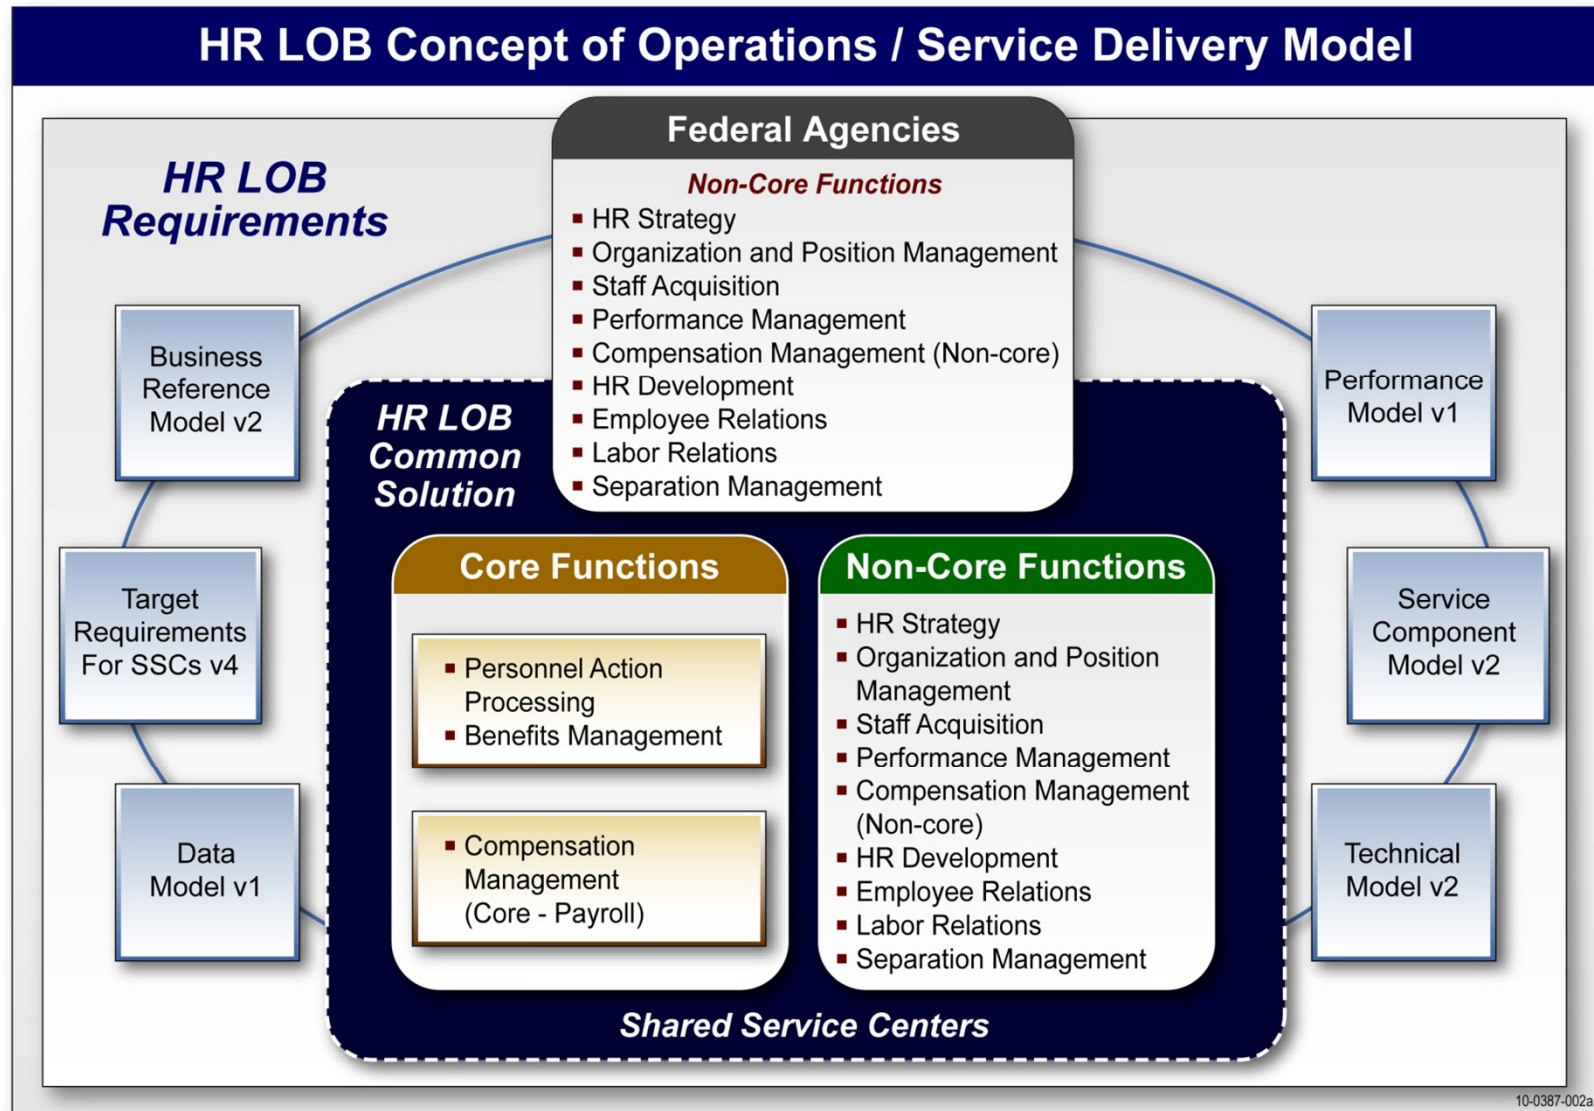 HR LOB Concept of Operations / Service Delivery Model
HR LOB
Requirements
Federal Agencies
Non-Core Functions
▪ HR Strategy
▪ Organization and Position Management
▪ Staff Acquisition
▪ Performance Management
▪ Compensation Management (Non-core)
▪ HR Development
▪ Employee Relations
▪ Labor Relations
▪ Separation Management
Business
Reference
Model v2
Target
Requirements
For SSCs v4
Data
Model v1
HR LOB
Common
Solution
Core Functions
▪ Personnel Action
Processing
▪ Benefits Management
▪ Compensation
Management
(Core - Payroll)
Non-Core Functions
▪ HR Strategy
▪ Organization and Position
Management
▪ Staff Acquisition
▪ Performance Management
▪ Compensation Management
(Non-core)
▪ HR Development
▪ Employee Relations
▪ Labor Relations
▪ Separation Management
Shared Service Centers
Performance
Model v1
Service
Component
Model v2
Technical
Model v2
10-0387-002a